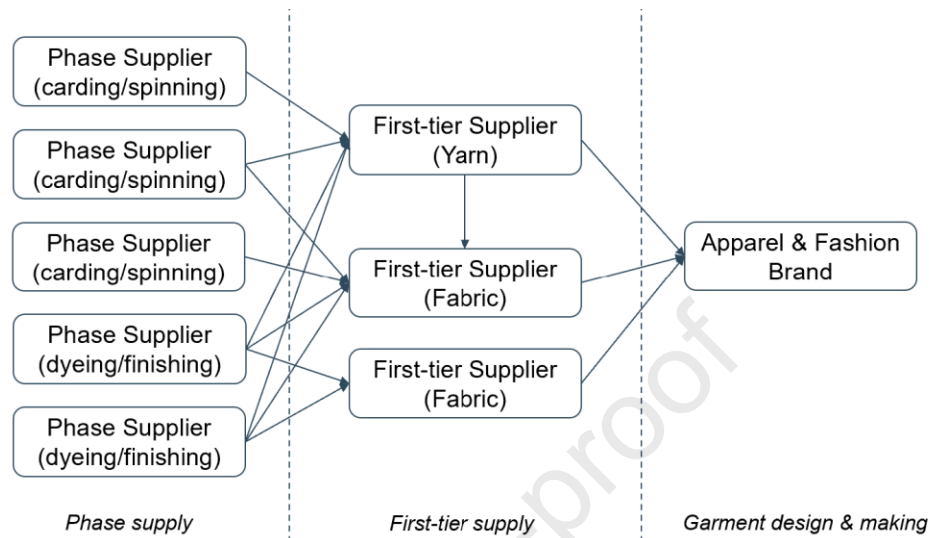 Phase Supplier
(carding/spinning)
Phase Supplier
(carding/spinning)
Phase Supplier
(carding/spinning)
Phase Supplier
(dyeing/finishing)
Phase Supplier
(dyeing/finishing)
First-tier Supplier
(Yarn)
First-tier Supplier
(Fabric)
First-tier Supplier
(Fabric)
Apparel & Fashion
Brand
Phase supply
First-tier supply
Garment design & making
proof